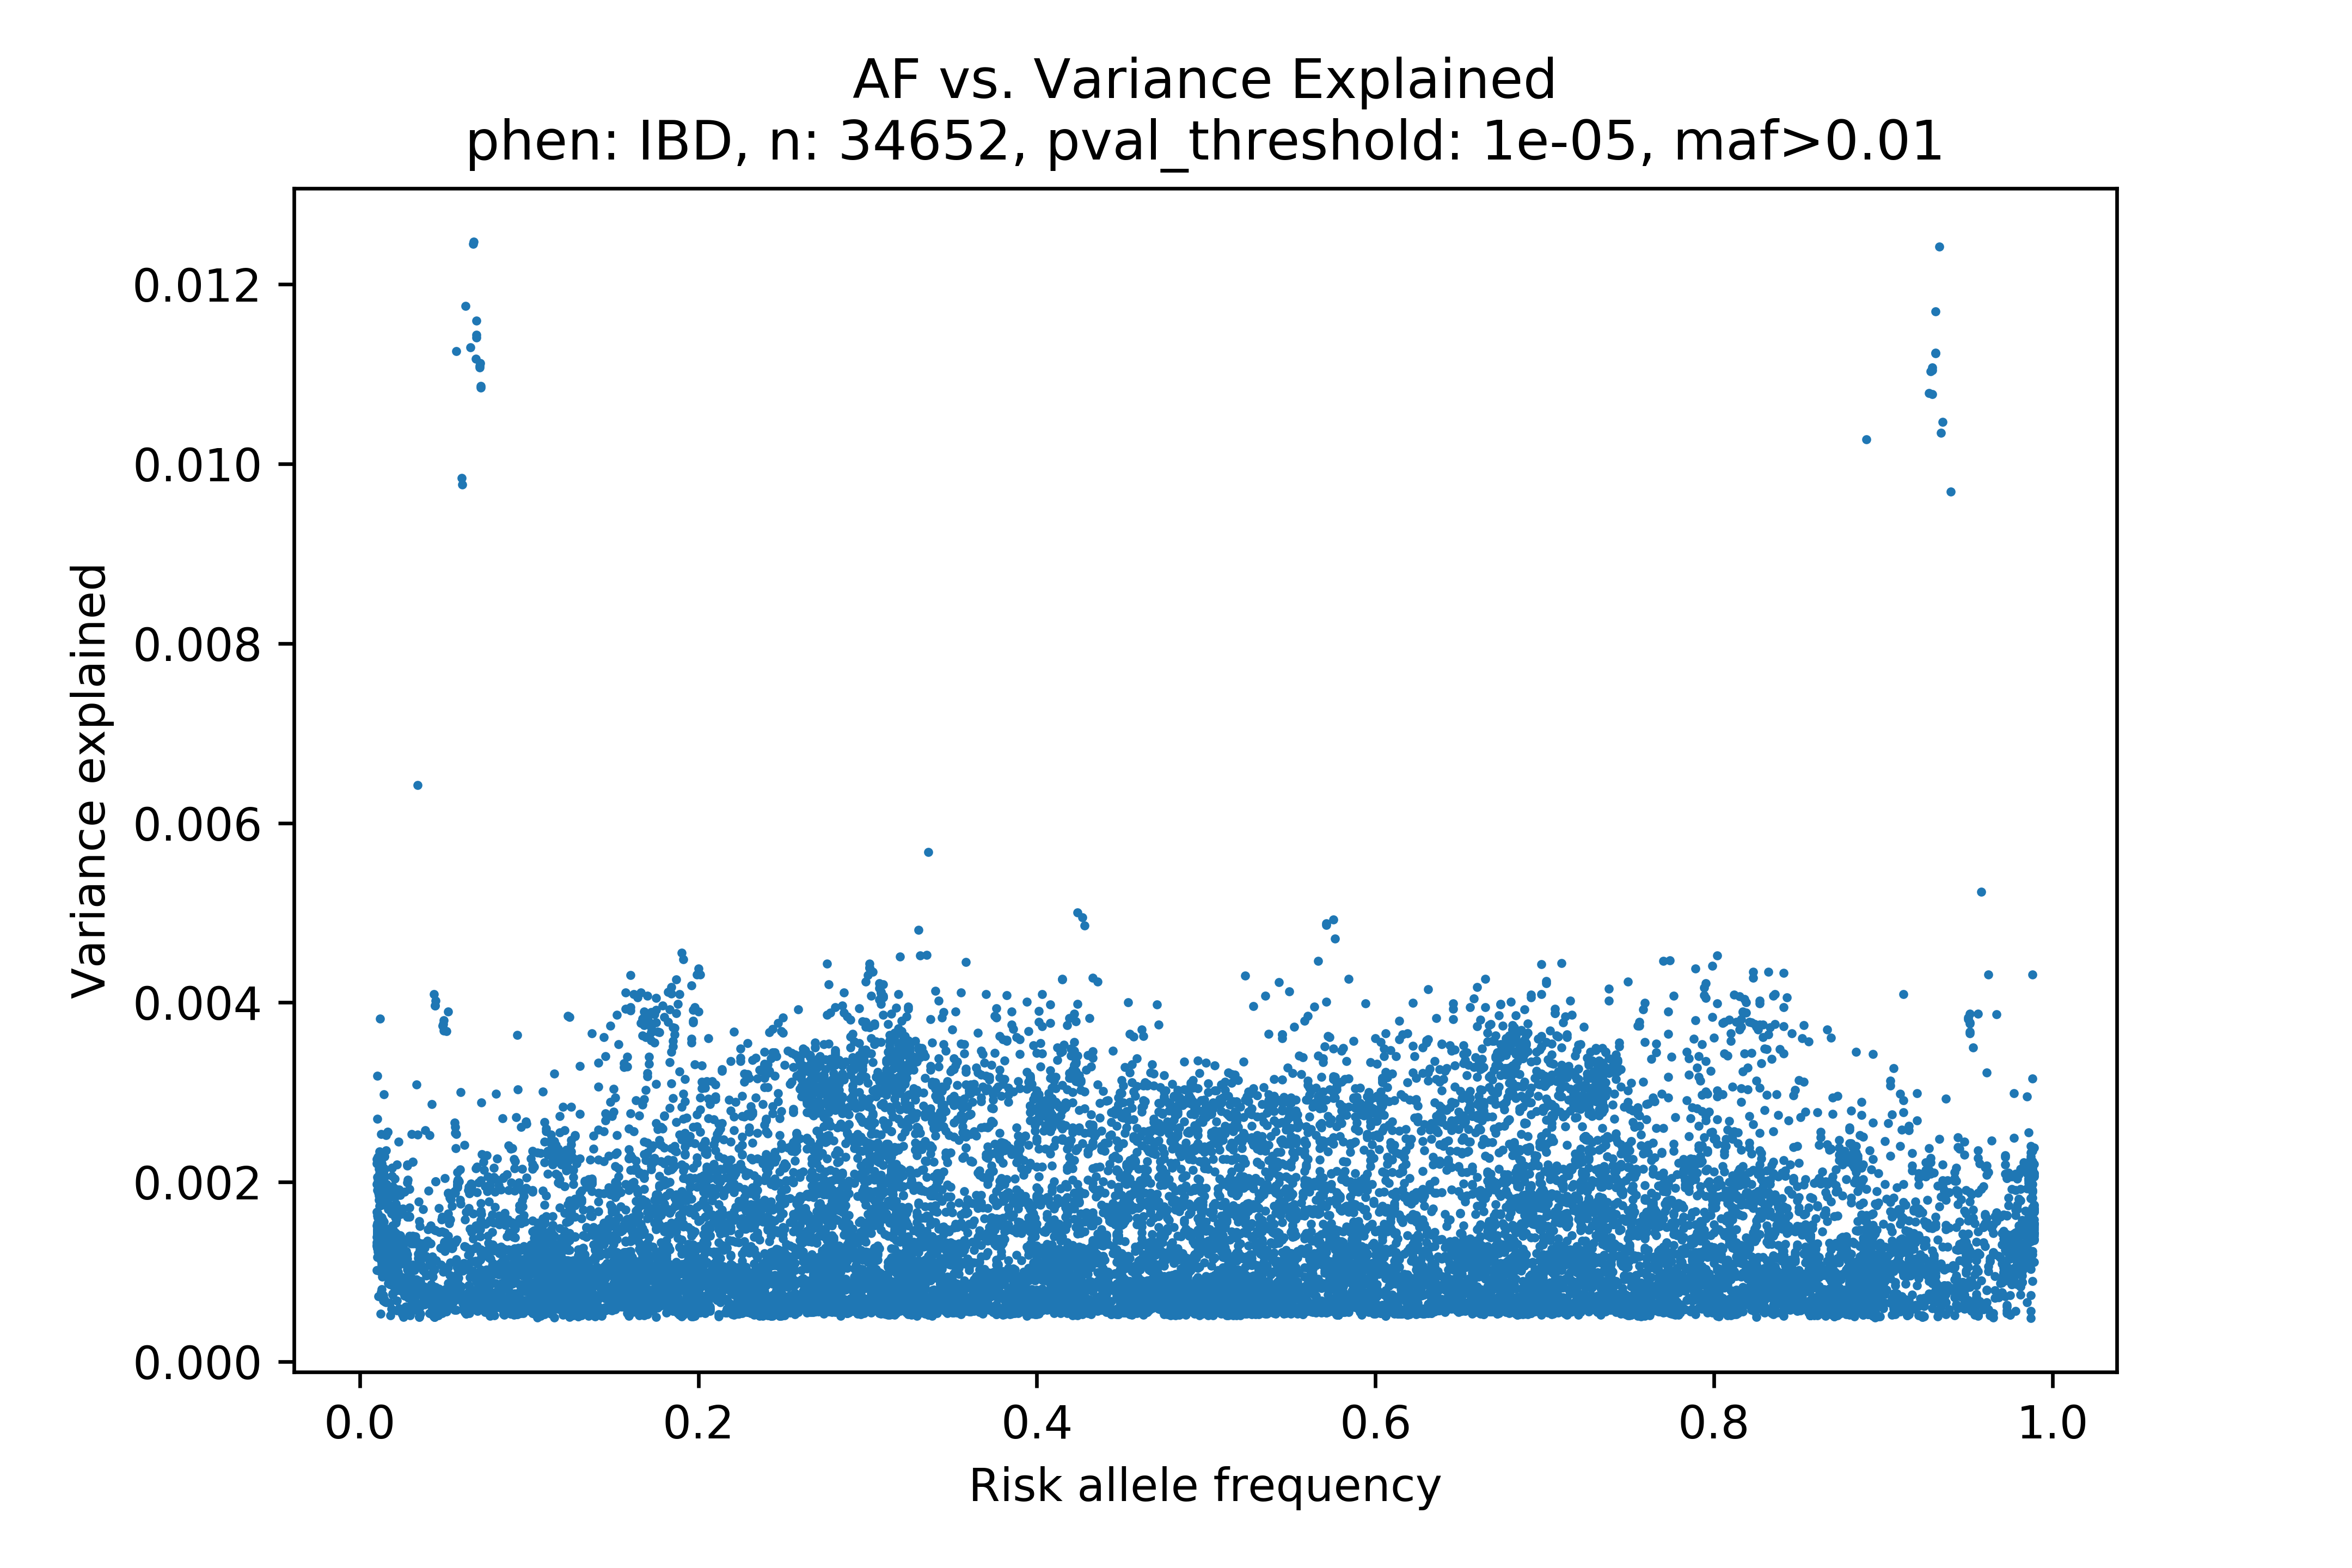 AF vs. Variance Explained
phen: IBD, n: 34652, pval_threshold: 1e-05, maf>0.01
Variance explained
0.012
0.010
0.008
0.006
0.004
0.002
0.000
0.0 0.2 0.4 0.6 0.8 1.0
Risk allele frequency